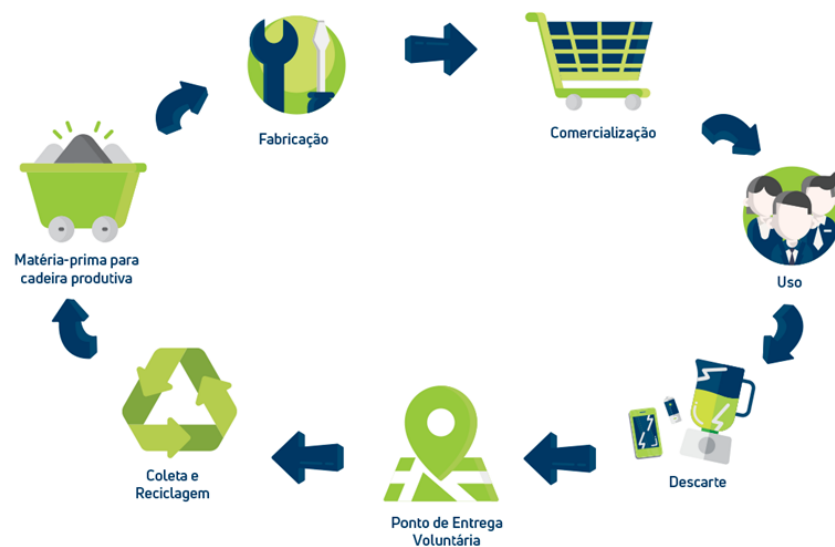 Fabricação
Comercialização
Uso
Descarte
Ponto de Entrega
Voluntária
Coleta e
Reciclagem
Matéria-prima para
cadeira produtiva